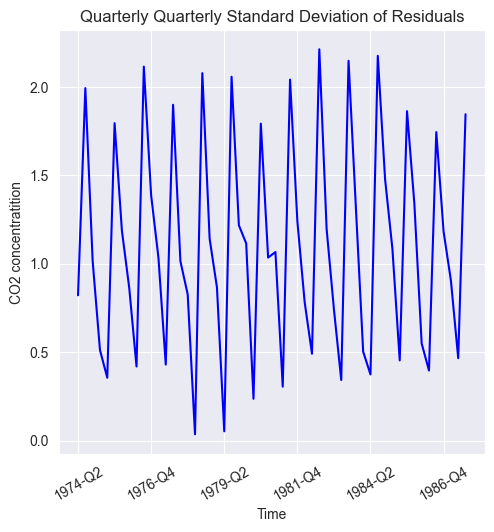 Quarterly Quarterly Standard Deviation of Residuals
CO2 concentratition
2.0
1.5
1.0
0.5
0.0
1974-Q2
1976-Q4
1979-Q2
1981-Q4
1984-Q2
1986-Q4
Time